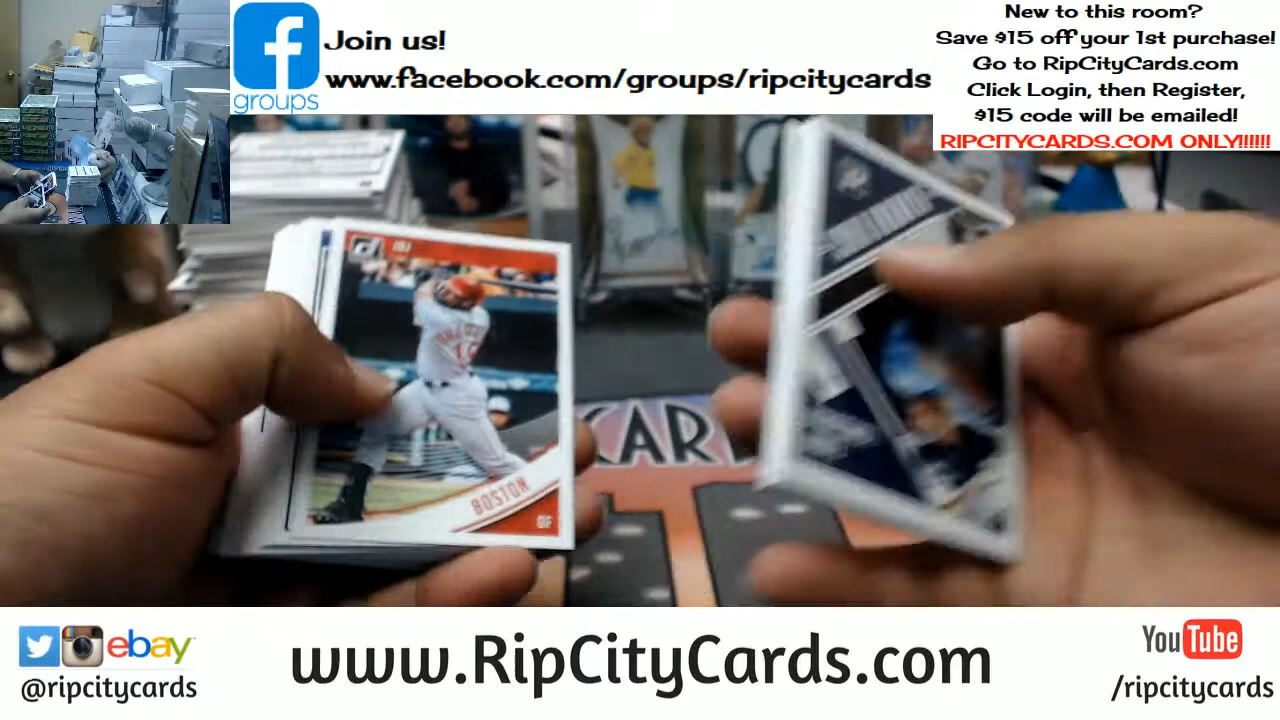 groups
Join us!
www.facebook.com/groups/ripcitycards
New to this room?
Save $15 off your 1st purchase!
Go to RipCityCards.com
Click Login, then Register,
$15 code will be emailed!
RIPCITYCARDS.COM ONLY!!!!!!
BOSTON
OF
CAR
ebay
@ripcitycards
www.RipCityCards.com
YouTube
/ripcitycards